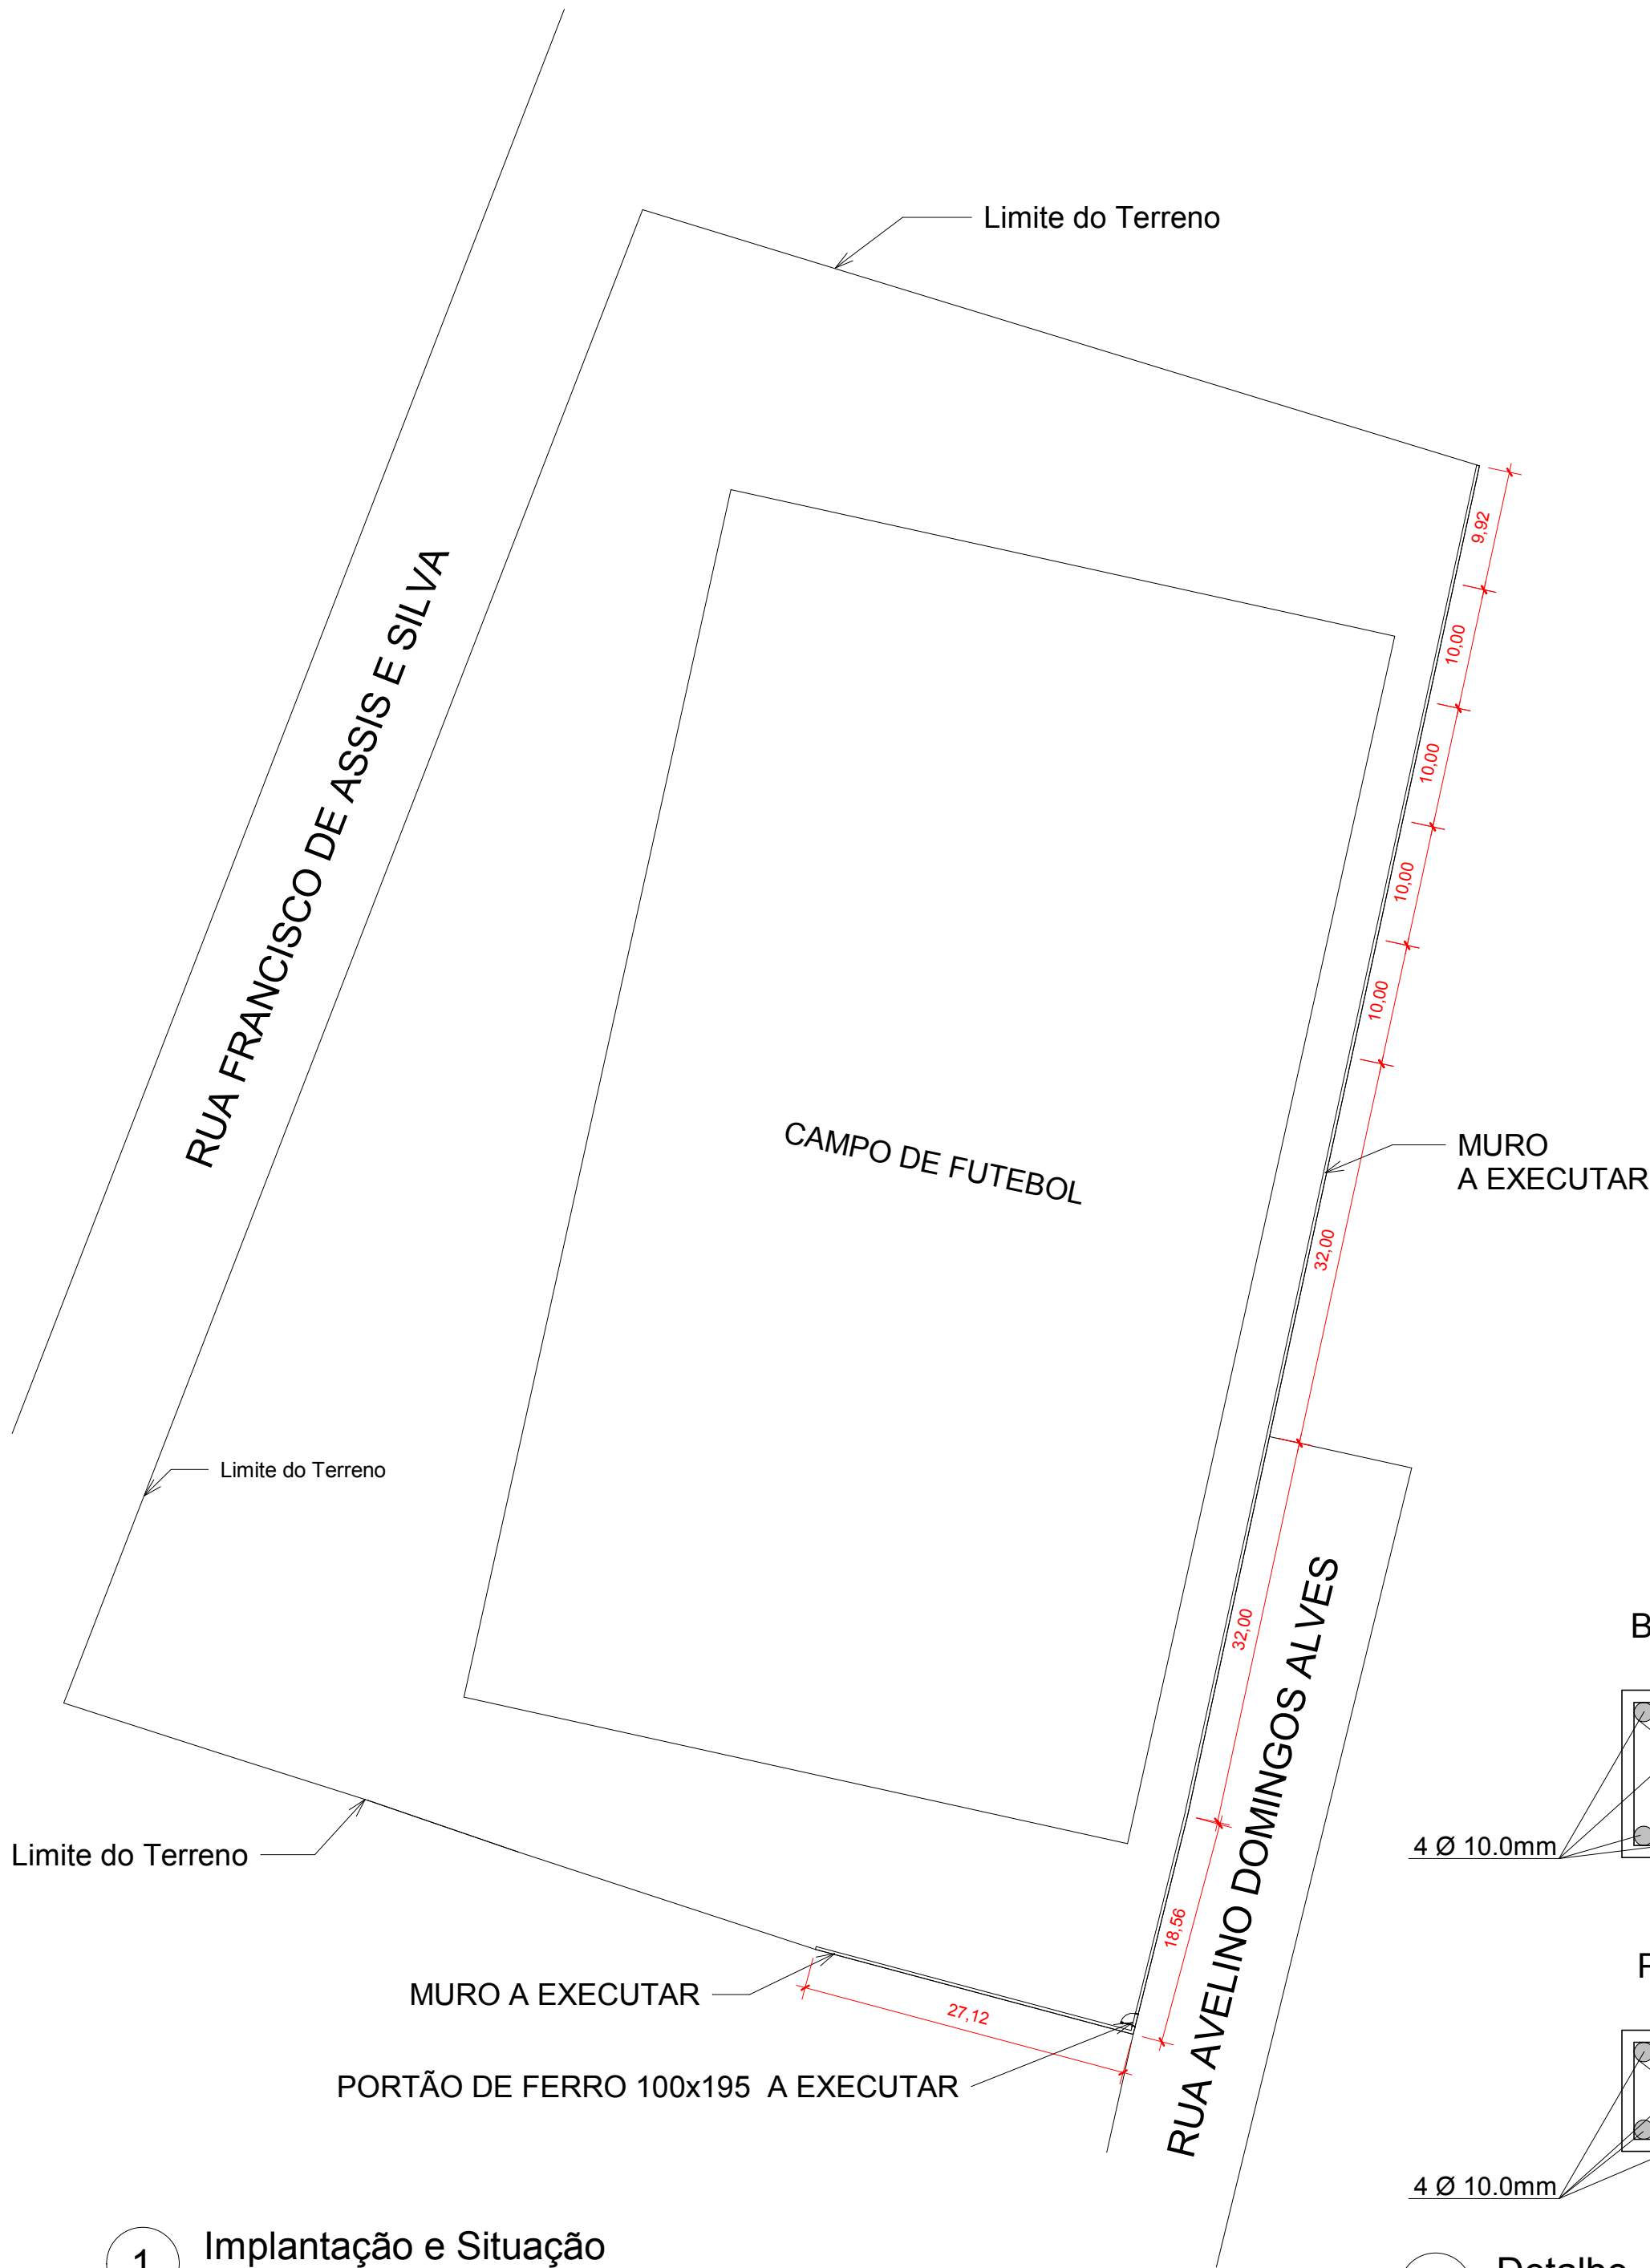 Limite do Terreno
9,92
10,00
10,00
10,00
10,00
RUA FRANCISCO DE ASSIS E SILVA
CAMPO DE FUTEBOL
MURO
A EXECUTAR
32,00
Limite do Terreno
32,00
RUA AVELINO DOMINGOS ALVES
4 Ø 10.0mm
Limite do Terreno
18,56
MURO A EXECUTAR
27,12
PORTÃO DE FERRO 100x195 A EXECUTAR
4 Ø 10.0mm
1
Implantação e Situação